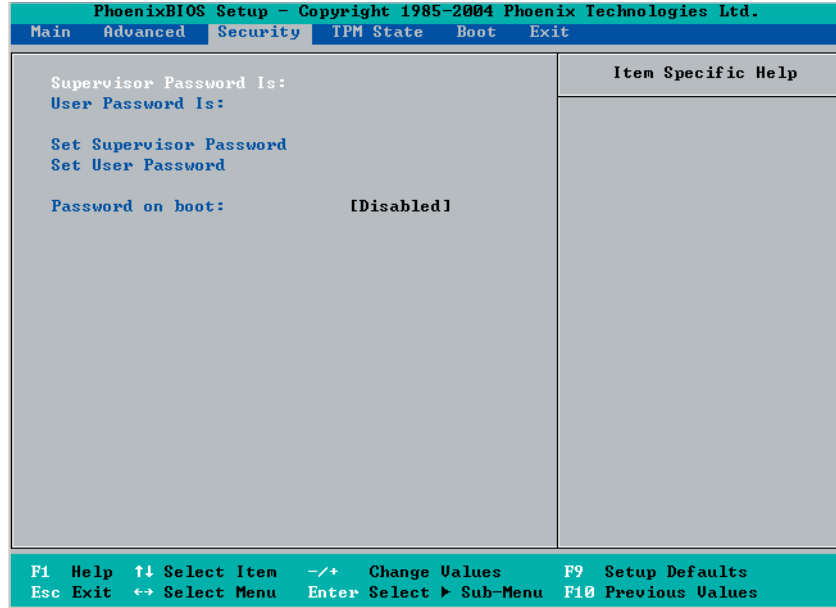 PhoenixBIOS Setup – Copyright 1985-2004 Phoenix Technologies Ltd.
Main Advanced Security TPM State Boot Exit
Supervisor Password Is:
Item Specific Help
User Password Is:
Set Supervisor Password
Set User Password
Password on boot: [Disabled]
F1 Help ↑↓ Select Item -/+ Change Values F9 Setup Defaults
Esc Exit ↔ Select Menu Enter Select ▶ Sub-Menu F10 Previous Values